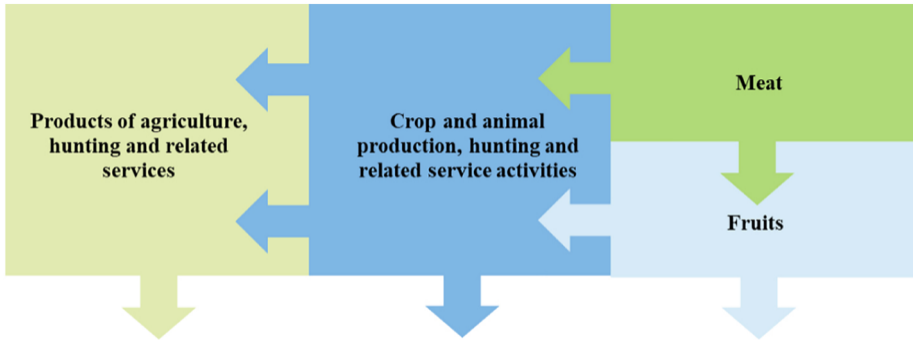 Products of agriculture,
hunting and related
services
Crop and animal
production, hunting and
related service activities
Meat
Fruits